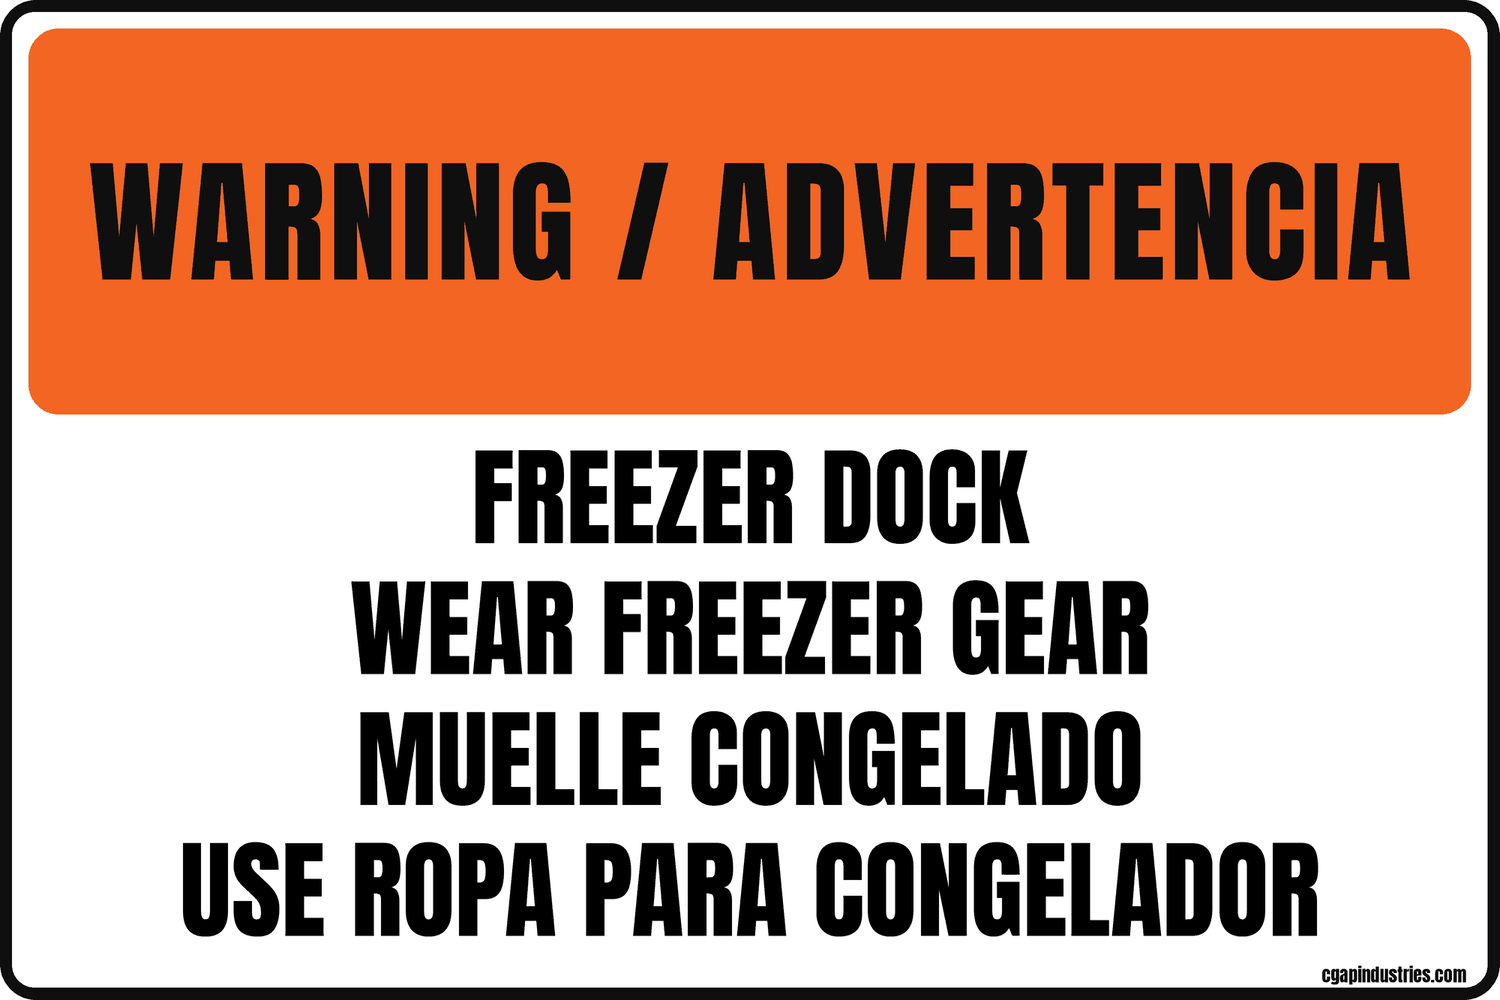 WARNING / ADVERTENCIA
FREEZER DOCK
WEAR FREEZER GEAR
MUELLE CONGELADO
USE ROPA PARA CONGELADOR
cgapindustries.com